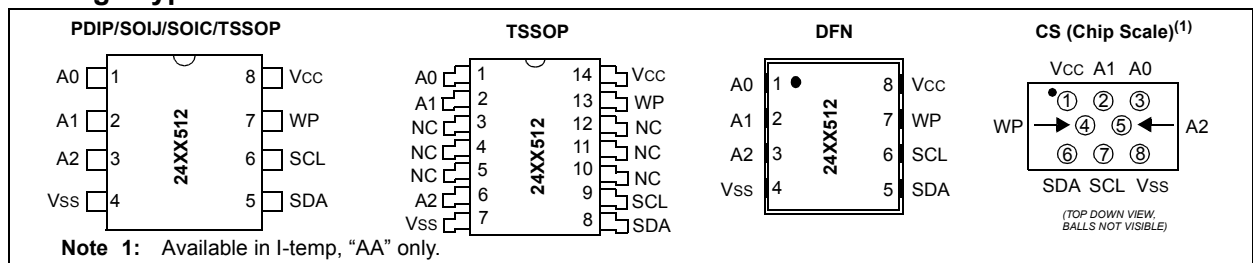 PDIP/SOIJ/SOIC/TSSOP
A0 1 8 VCC
A1 2 7 WP
A2 3 6 SCL
VSS 4 5 SDA
24XX512
TSSOP
A0 1 14 VCC
A1 2 13 WP
NC 3 12 NC
NC 4 11 NC
NC 5 10 NC
A2 6 9 SCL
VSS 7 8 SDA
24XX512
DFN
A0 1 8 VCC
A1 2 7 WP
A2 3 6 SCL
VSS 4 5 SDA
24XX512
CS (Chip Scale)(1)
VCC A1 A0
1 2 3
WP 4 5 A2
6 7 8
SDA SCL VSS
(TOP DOWN VIEW,
BALLS NOT VISIBLE)
Note 1: Available in I-temp, “AA” only.